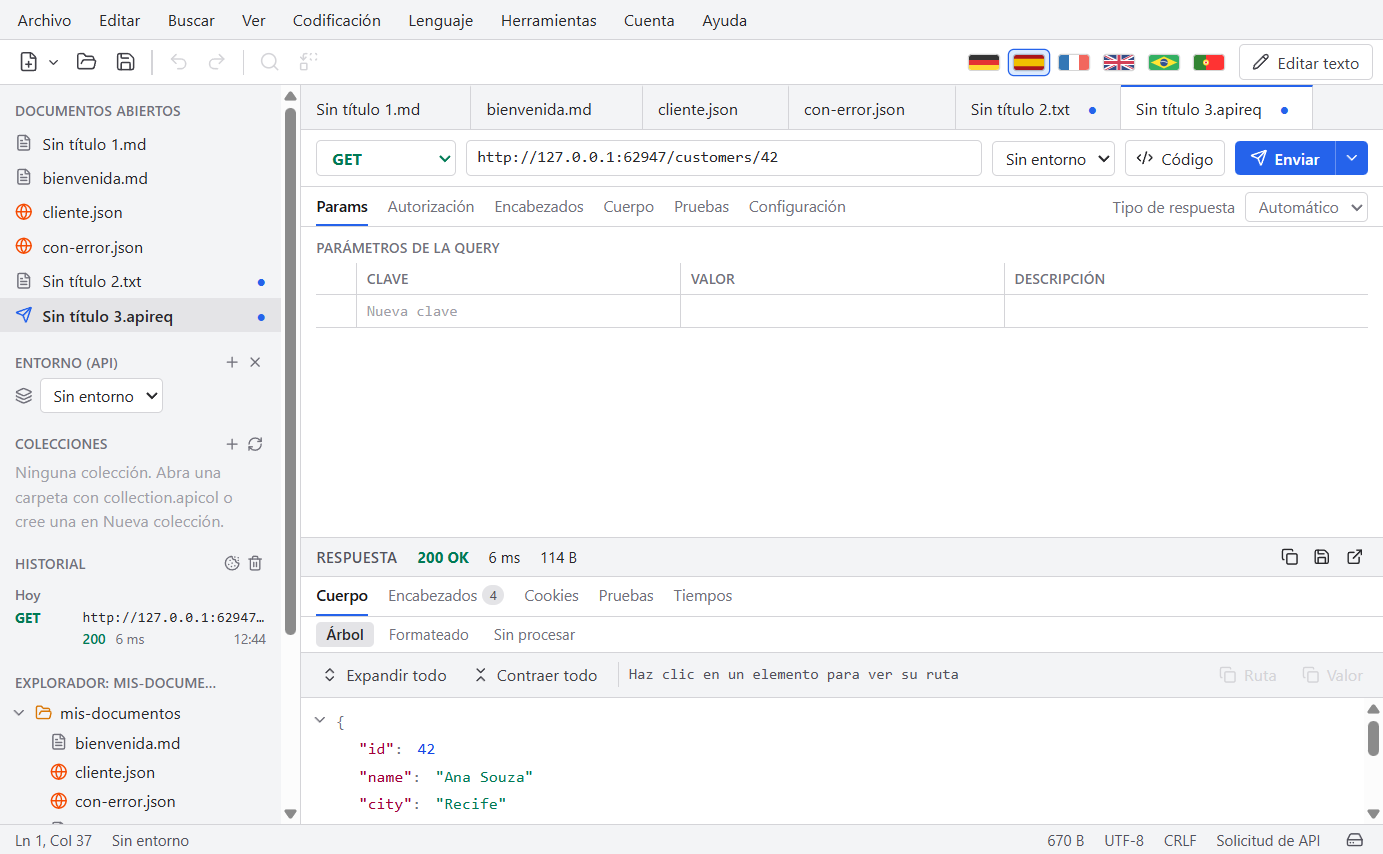 Archivo Editar Buscar Ver Codificación Lenguaje Herramientas Cuenta Ayuda
Editar texto
DOCUMENTOS ABIERTOS
Sin título 1.md
bienvenida.md
cliente.json
con-error.json
Sin título 2.txt
Sin título 3.apireq
ENTORNO (API)
Sin entorno
COLECCIONES
Ninguna colección. Abra una
carpeta con collection.apicol o
cree una en Nueva colección.
HISTORIAL
Hoy
GET http://127.0.0.1:62947…
200 6 ms 12:44
EXPLORADOR: MIS-DOCUME…
mis-documentos
bienvenida.md
cliente.json
con-error.json
Sin título 1.md bienvenida.md cliente.json con-error.json Sin título 2.txt Sin título 3.apireq
GET http://127.0.0.1:62947/customers/42 Sin entorno Código Enviar
Params Autorización Encabezados Cuerpo Pruebas Configuración Tipo de respuesta Automático
PARÁMETROS DE LA QUERY
CLAVE VALOR DESCRIPCIÓN
Nueva clave
RESPUESTA 200 OK 6 ms 114 B
Cuerpo Encabezados 4 Cookies Pruebas Tiempos
Árbol Formateado Sin procesar
Expandir todo Contraer todo Haz clic en un elemento para ver su ruta Ruta Valor
{
"id": 42
"name": "Ana Souza"
"city": "Recife"
Ln 1, Col 37 Sin entorno 670 B UTF-8 CRLF Solicitud de API